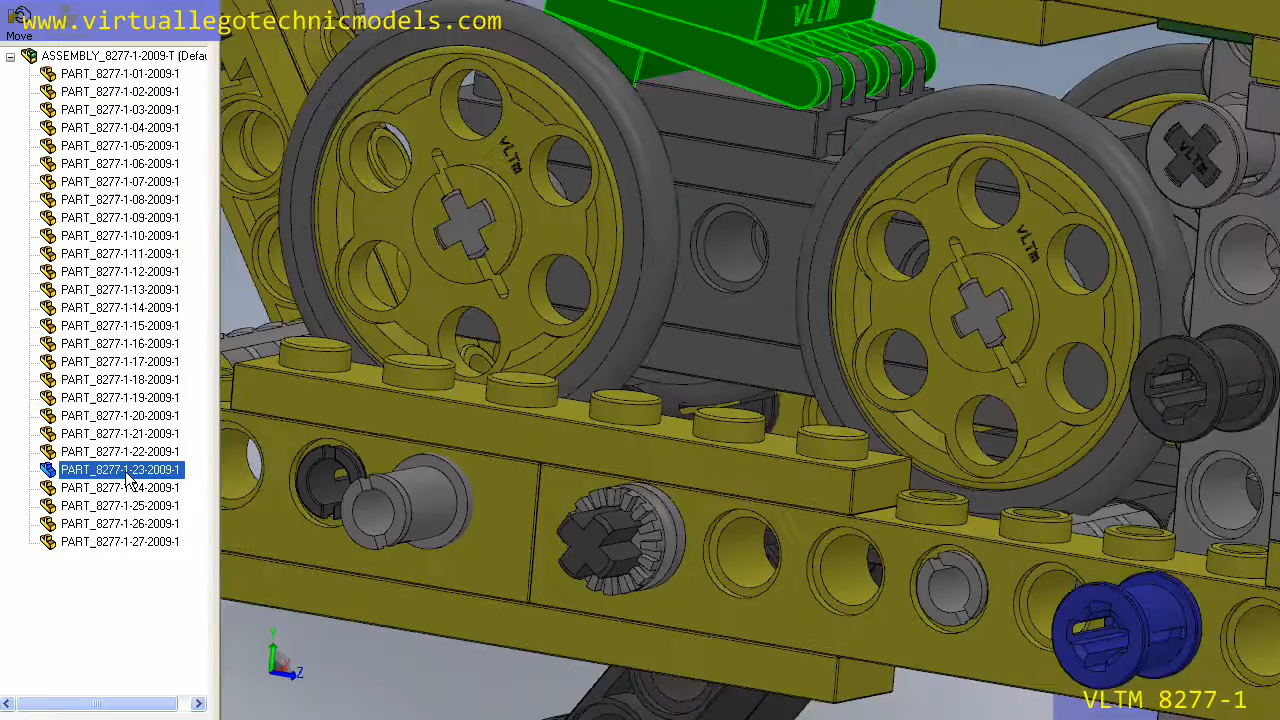 www.virtuallegotechnicmodels.com
Move
ASSEMBLY_8277-1-2009.T (Defau
PART_8277-1-01-2009-1
PART_8277-1-02-2009-1
PART_8277-1-03-2009-1
PART_8277-1-04-2009-1
PART_8277-1-05-2009-1
PART_8277-1-06-2009-1
PART_8277-1-07-2009-1
PART_8277-1-08-2009-1
PART_8277-1-09-2009-1
PART_8277-1-10-2009-1
PART_8277-1-11-2009-1
PART_8277-1-12-2009-1
PART_8277-1-13-2009-1
PART_8277-1-14-2009-1
PART_8277-1-15-2009-1
PART_8277-1-16-2009-1
PART_8277-1-17-2009-1
PART_8277-1-18-2009-1
PART_8277-1-19-2009-1
PART_8277-1-20-2009-1
PART_8277-1-21-2009-1
PART_8277-1-22-2009-1
PART_8277-1-23-2009-1
PART_8277-1-24-2009-1
PART_8277-1-25-2009-1
PART_8277-1-26-2009-1
PART_8277-1-27-2009-1
VLTM
VLTM
VLTM
VLTM
Y
X
Z
VLTM 8277-1